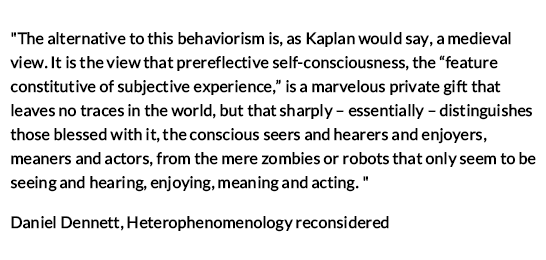 "The alternative to this behaviorism is, as Kaplan would say, a medieval
view. It is the view that prereflective self-consciousness, the “feature
constitutive of subjective experience,” is a marvelous private gift that
leaves no traces in the world, but that sharply – essentially – distinguishes
those blessed with it, the conscious seers and hearers and enjoyers,
meaners and actors, from the mere zombies or robots that only seem to be
seeing and hearing, enjoying, meaning and acting. "
Daniel Dennett, Heterophenomenology reconsidered